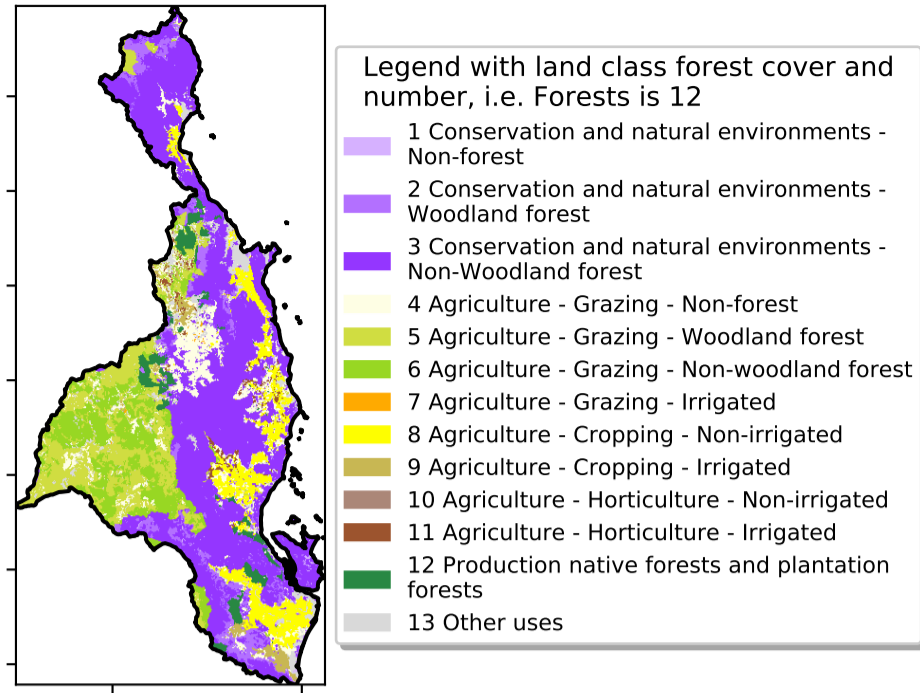 Legend with land class forest cover and
number, i.e. Forests is 12
1 Conservation and natural environments -
Non-forest
2 Conservation and natural environments -
Woodland forest
3 Conservation and natural environments -
Non-Woodland forest
4 Agriculture - Grazing - Non-forest
5 Agriculture - Grazing - Woodland forest
6 Agriculture - Grazing - Non-woodland forest
7 Agriculture - Grazing - Irrigated
8 Agriculture - Cropping - Non-irrigated
9 Agriculture - Cropping - Irrigated
10 Agriculture - Horticulture - Non-irrigated
11 Agriculture - Horticulture - Irrigated
12 Production native forests and plantation
forests
13 Other uses